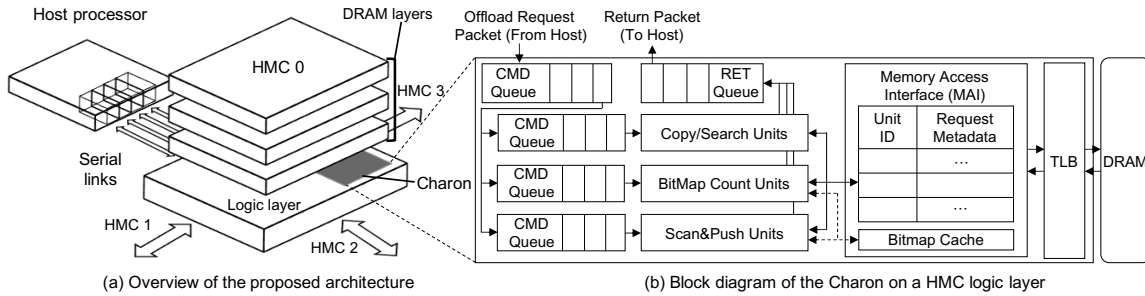 Host processor
DRAM layers
HMC 0
HMC 3
Serial
links
Charon
Logic layer
HMC 1
HMC 2
(a) Overview of the proposed architecture
Offload Request
Packet (From Host)
Return Packet
(To Host)
CMD
Queue
RET
Queue
CMD
Queue
Copy/Search Units
CMD
Queue
BitMap Count Units
CMD
Queue
Scan&Push Units
Memory Access
Interface (MAI)
Unit
ID
Request
Metadata
...
...
Bitmap Cache
TLB
DRAM
(b) Block diagram of the Charon on a HMC logic layer